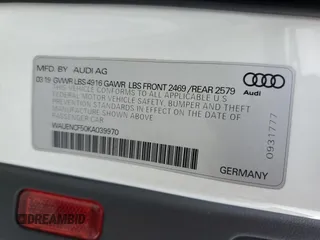 MFD. BY AUDI AG
03.19 GVWR LBS 4916 GAWR LBS FRONT 2469/REAR 2579
THIS VEHICLE CONFORMS TO ALL APPLICABLE U.S.
FEDERAL MOTOR VEHICLE SAFETY, BUMPER AND THEFT
PREVENTION STANDARDS IN EFFECT ON THE DATE OF
MANUFACTURE SHOWN ABOVE.
PASSENGER CAR
WAUENCF50KA039970
Audi
0931777
GERMANY
DREAMBID